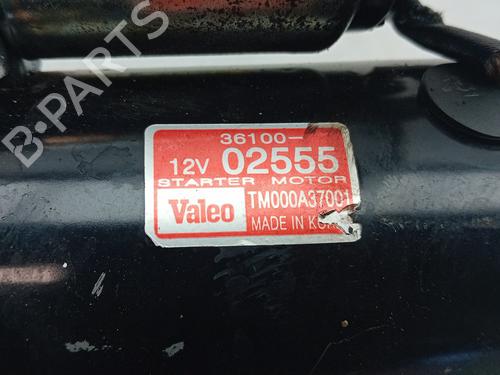 B-PARTS
36100-
12V 02555
STARTER MOTOR
Valeo TM000A37001
MADE IN